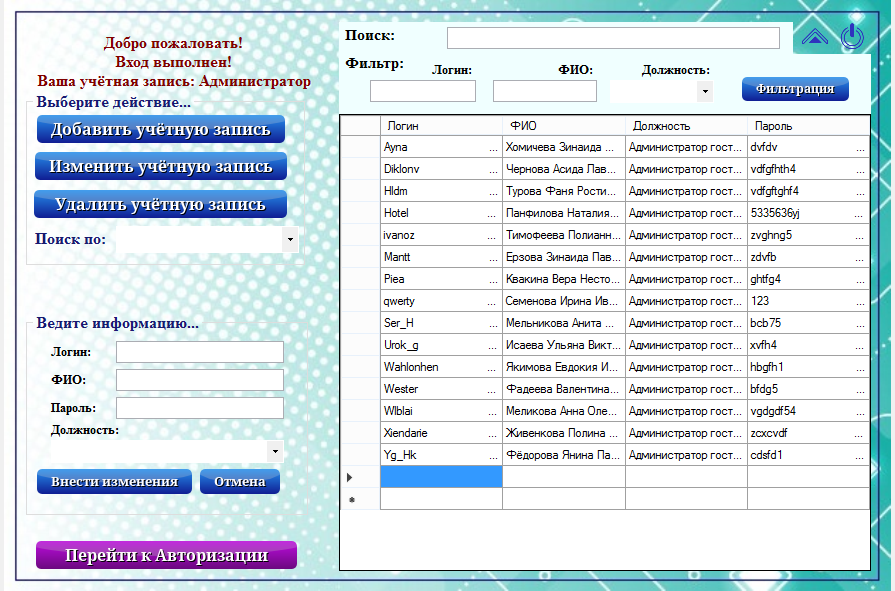 Добро пожаловать!
Вход выполнен!
Ваша учётная запись: Администратор
Выберите действие...
Добавить учётную запись
Изменить учётную запись
Удалить учётную запись
Поиск по:
Ведите информацию...
Логин:
ФИО:
Пароль:
Должность:
Внести изменения Отмена
Перейти к Авторизации
Поиск:
Фильтр: Логин: ФИО: Должность:
Фильтрация
Логин ФИО Должность Пароль
Ayna ... Хомичева Зинаида ... Администратор гост... dvfdv ...
Diklonv ... Чернова Асида Пав... Администратор гост... vdfgfhth4 ...
Hldm ... Турова Фаня Рости... Администратор гост... vdfgftghf4 ...
Hotel ... Панфилова Наталия... Администратор гост... 5335636yj ...
ivanoz ... Тимофеева Полианн... Администратор гост... zvghng5 ...
Mantt ... Ерзова Зинаида Пав... Администратор гост... zdvfb ...
Piea ... Квакина Вера Несто... Администратор гост... ghtfg4 ...
qwerty ... Семенова Ирина Ив... Администратор гост... 123 ...
Ser_H ... Мельникова Анита ... Администратор гост... bcb75 ...
Urok_g ... Исаева Ульяна Викт... Администратор гост... xvfh4 ...
Wahlonhen ... Якимова Евдокия И... Администратор гост... hbgfh1 ...
Wester ... Фадеева Валентина... Администратор гост... bfdg5 ...
Wlblai ... Меликова Анна Оле... Администратор гост... vgdgdf54 ...
Xiendarie ... Живенкова Полина ... Администратор гост... zcxcvdf ...
Yg_Hk ... Фёдорова Янина Па... Администратор гост... cdsfd1 ...